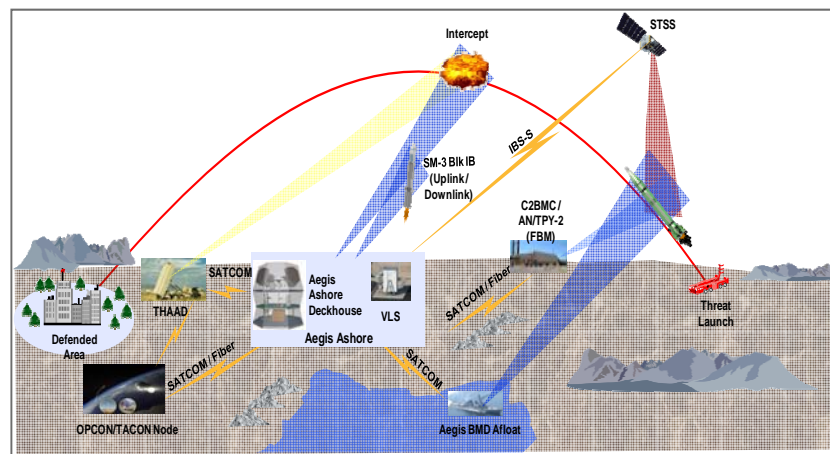 STSS
Intercept
IBS-S
SM-3 Blk IB
(Uplink/
Downlink)
C2BMC /
AN/TPY-2
(FBM)
SATCOM
Aegis
Ashore
Deckhouse
THAAD
VLS
SATCOM / Fiber
Threat
Launch
Defended
Area
Aegis Ashore
SATCOM / Fiber
SATCOM
OPCON/TACON Node
Aegis BMD Afloat